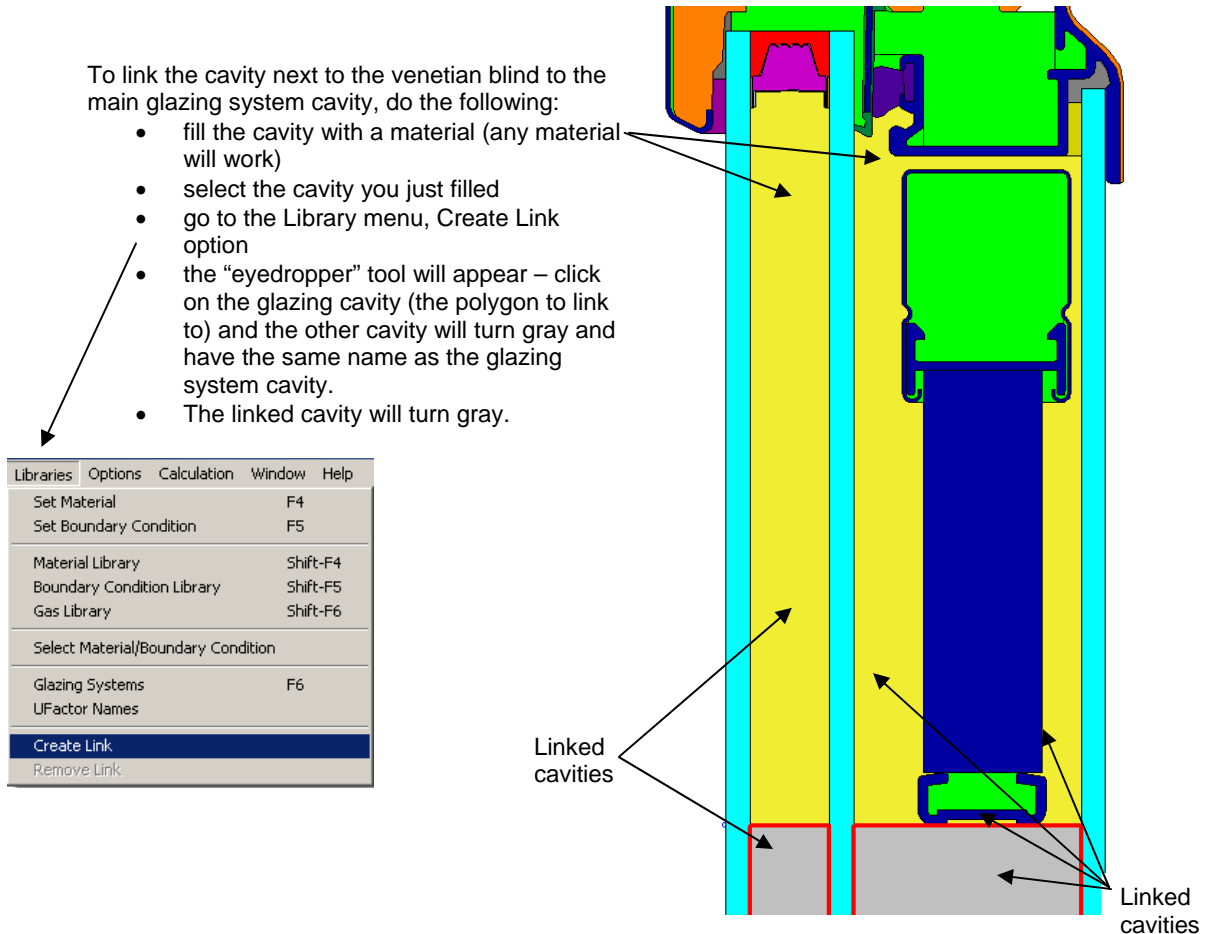 To link the cavity next to the venetian blind to the
main glazing system cavity, do the following:
• fill the cavity with a material (any material
will work)
• select the cavity you just filled
• go to the Library menu, Create Link
option
• the “eyedropper” tool will appear – click
on the glazing cavity (the polygon to link
to) and the other cavity will turn gray and
have the same name as the glazing
system cavity.
• The linked cavity will turn gray.
Libraries Options Calculation Window Help
Set Material F4
Set Boundary Condition F5
Material Library Shift-F4
Boundary Condition Library Shift-F5
Gas Library Shift-F6
Select Material/Boundary Condition
Glazing Systems F6
UFactor Names
Create Link
Remove Link
Linked
cavities
Linked
cavities